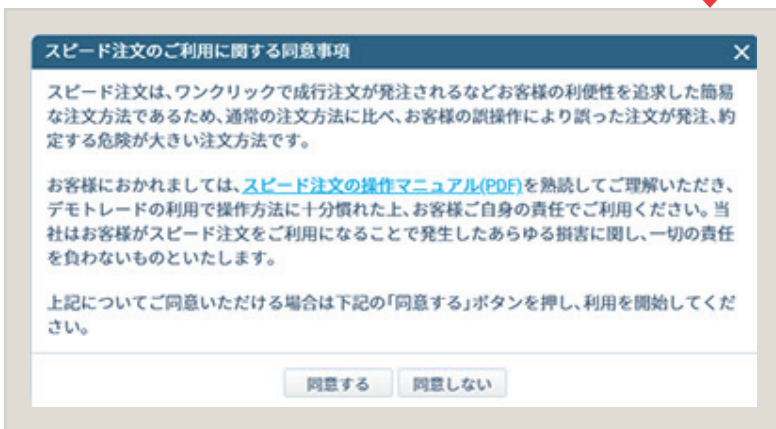 スピード注文のご利用に関する同意事項
スピード注文は、ワンクリックで成行注文が発注されるなどお客様の利便性を追求した簡易
な注文方法であるため、通常の注文方法に比べ、お客様の誤操作により誤った注文が発注、約
定する危険が大きい注文方法です。
お客様におかれましては、スピード注文の操作マニュアル(PDF)を熟読してご理解いただき、
デモトレードの利用で操作方法に十分慣れた上、お客様ご自身の責任でご利用ください。当
社はお客様がスピード注文をご利用になることで発生したあらゆる損害に関し、一切の責任
を負わないものといたします。
上記についてご同意いただける場合は下記の「同意する」ボタンを押し、利用を開始してくだ
さい。
同意する 同意しない